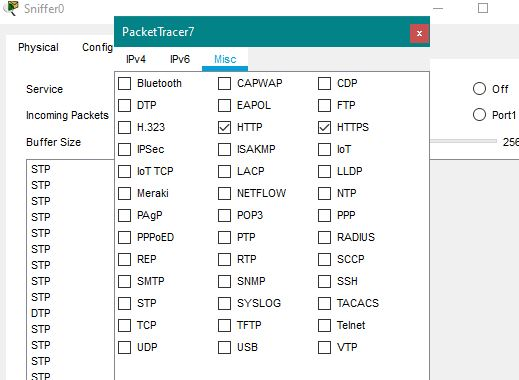 Sniffer0
PacketTracer7
x
Physical Config
IPv4 IPv6 Misc
Service
Incoming Packets
Buffer Size
Off
Port1
256
Bluetooth CAPWAP CDP
DTP EAPOL FTP
H.323 HTTP HTTPS
IPSec ISAKMP IoT
IoT TCP LACP LLDP
Meraki NETFLOW NTP
PAgP POP3 PPP
PPPoED PTP RADIUS
REP RTP SCCP
SMTP SNMP SSH
STP SYSLOG TACACS
TCP TFTP Telnet
UDP USB VTP
STP
STP
STP
STP
STP
STP
STP
STP
STP
DTP
STP
STP
STP
STP